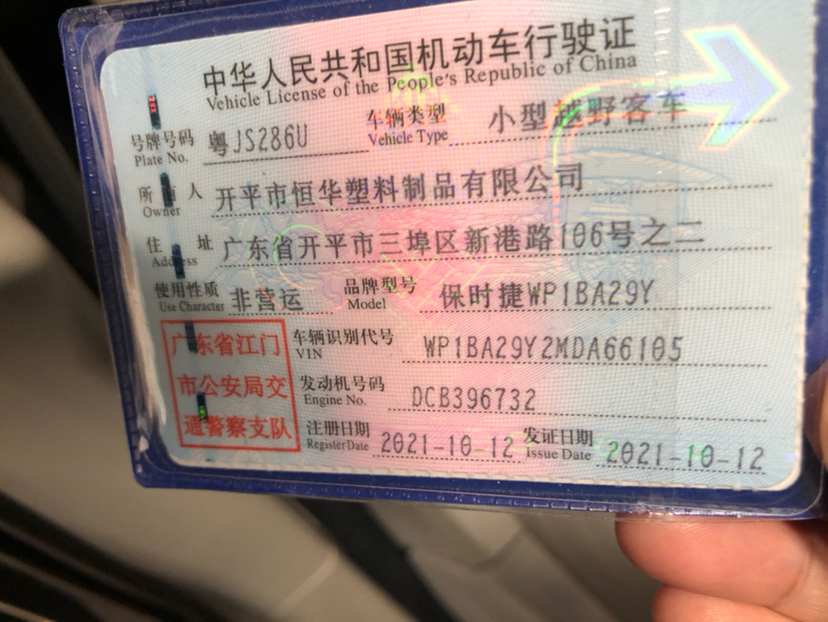 中华人民共和国机动车行驶证
Vehicle License of the People's Republic of China
号牌号码 粤JS286U 车辆类型 小型越野客车
Plate No. Vehicle Type
所有人 开平市恒华塑料制品有限公司
Owner
住址 广东省开平市三埠区新港路106号之二
Address
使用性质 非营运 品牌型号 保时捷WP1BA29Y
Use Character Model
广东省江门
市公安局交
通警察支队
车辆识别代号 WP1BA29Y2MDA66105
VIN
发动机号码 DCB396732
Engine No.
注册日期 2021-10-12 发证日期 2021-10-12
Register Date Issue Date